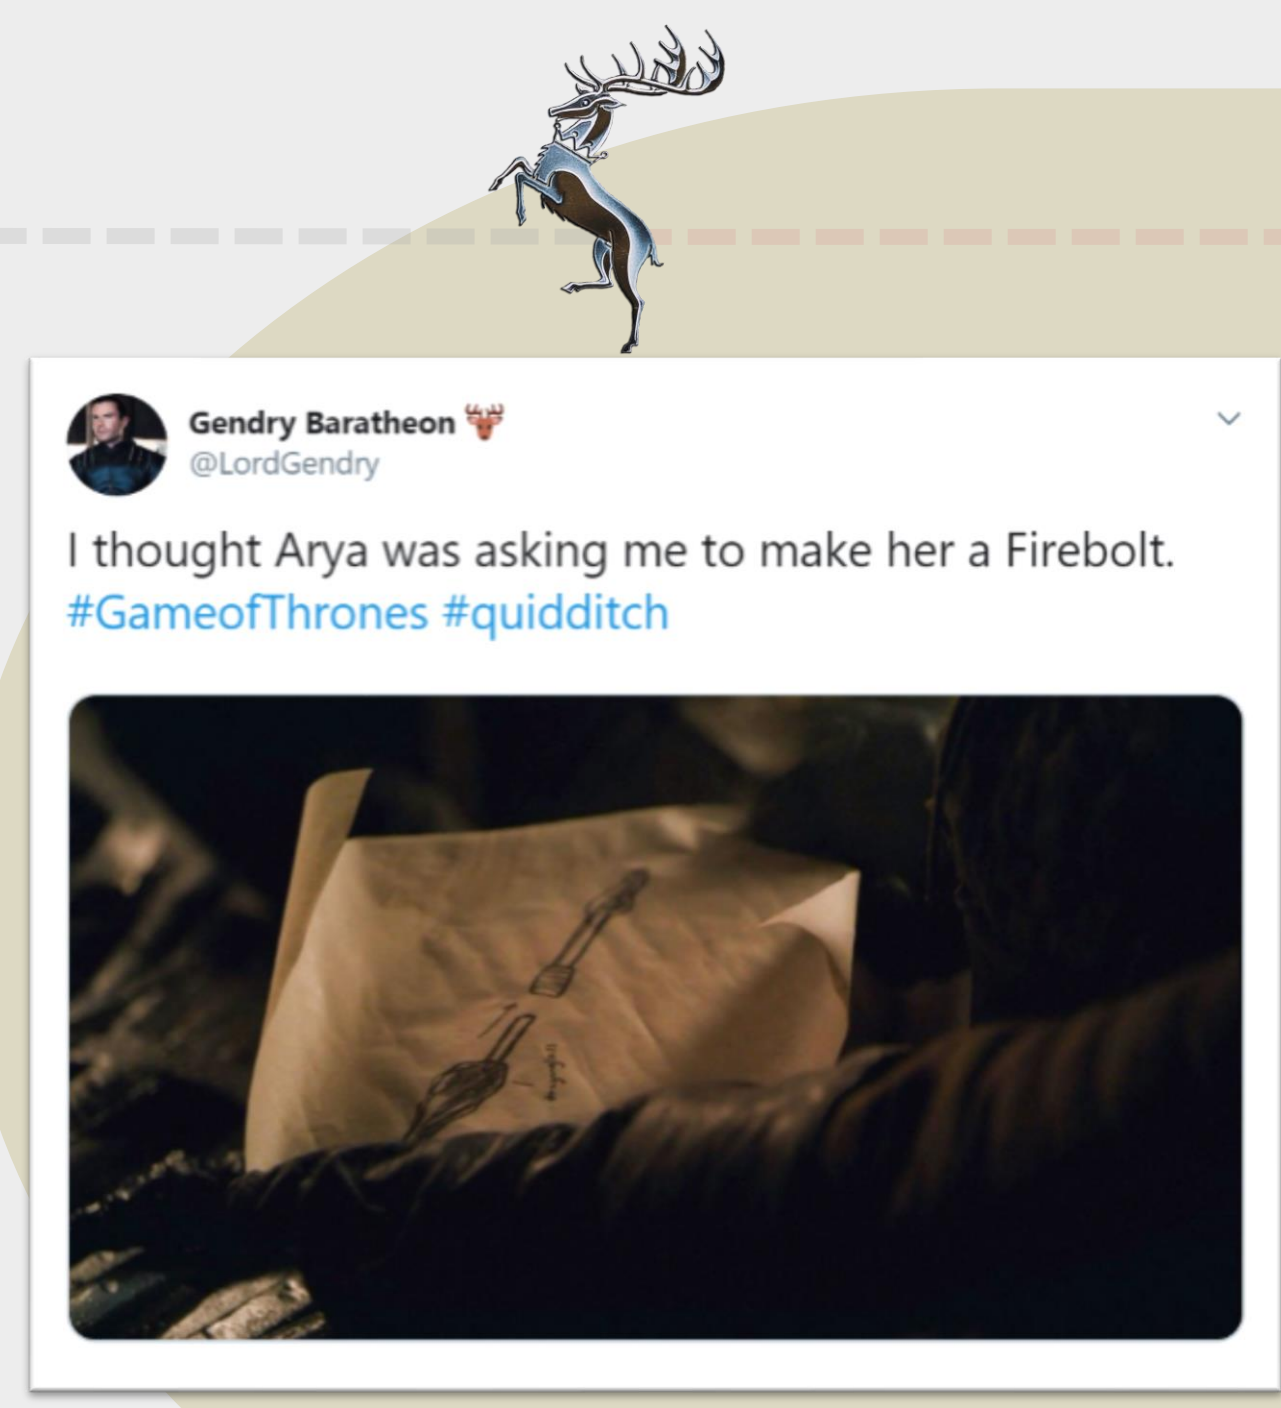 Gendry Baratheon
@LordGendry
I thought Arya was asking me to make her a Firebolt.
#GameofThrones #quidditch